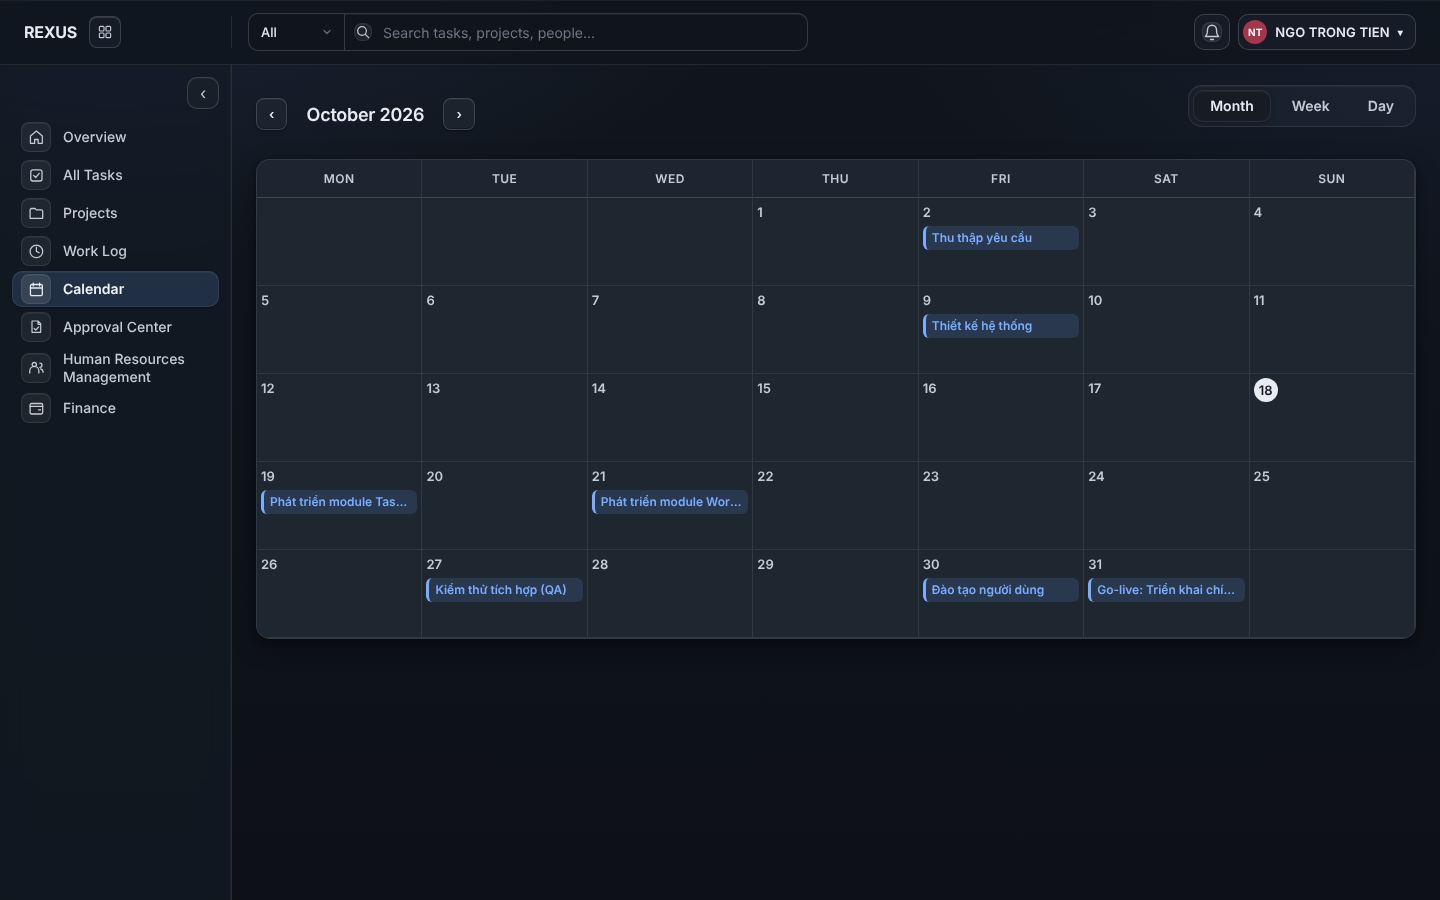 REXUS
All
Search tasks, projects, people...
NT
NGO TRONG TIEN
Overview
All Tasks
Projects
Work Log
Calendar
Approval Center
Human Resources
Management
Finance
October 2026
Month Week Day
MON TUE WED THU FRI SAT SUN
1 2 3 4
Thu thập yêu cầu
5 6 7 8 9 10 11
Thiết kế hệ thống
12 13 14 15 16 17 18
19 20 21 22 23 24 25
Phát triển module Tas... Phát triển module Wor...
26 27 28 29 30 31
Kiểm thử tích hợp (QA) Đào tạo người dùng Go-live: Triển khai chí...